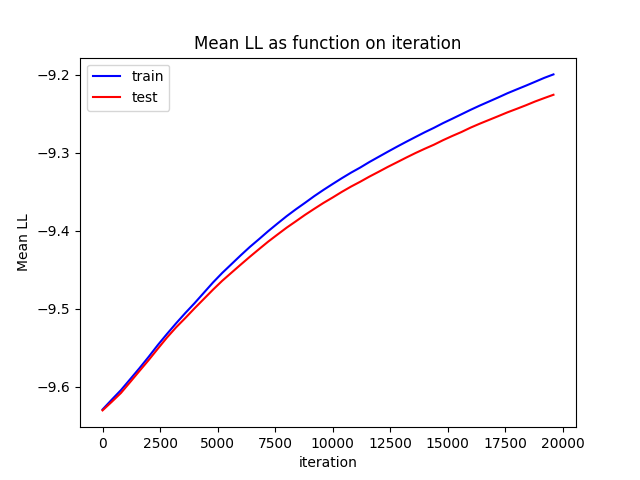 Mean LL as function on iteration
train
test
Mean LL
−9.2
−9.3
−9.4
−9.5
−9.6
0 2500 5000 7500 10000 12500 15000 17500 20000
iteration